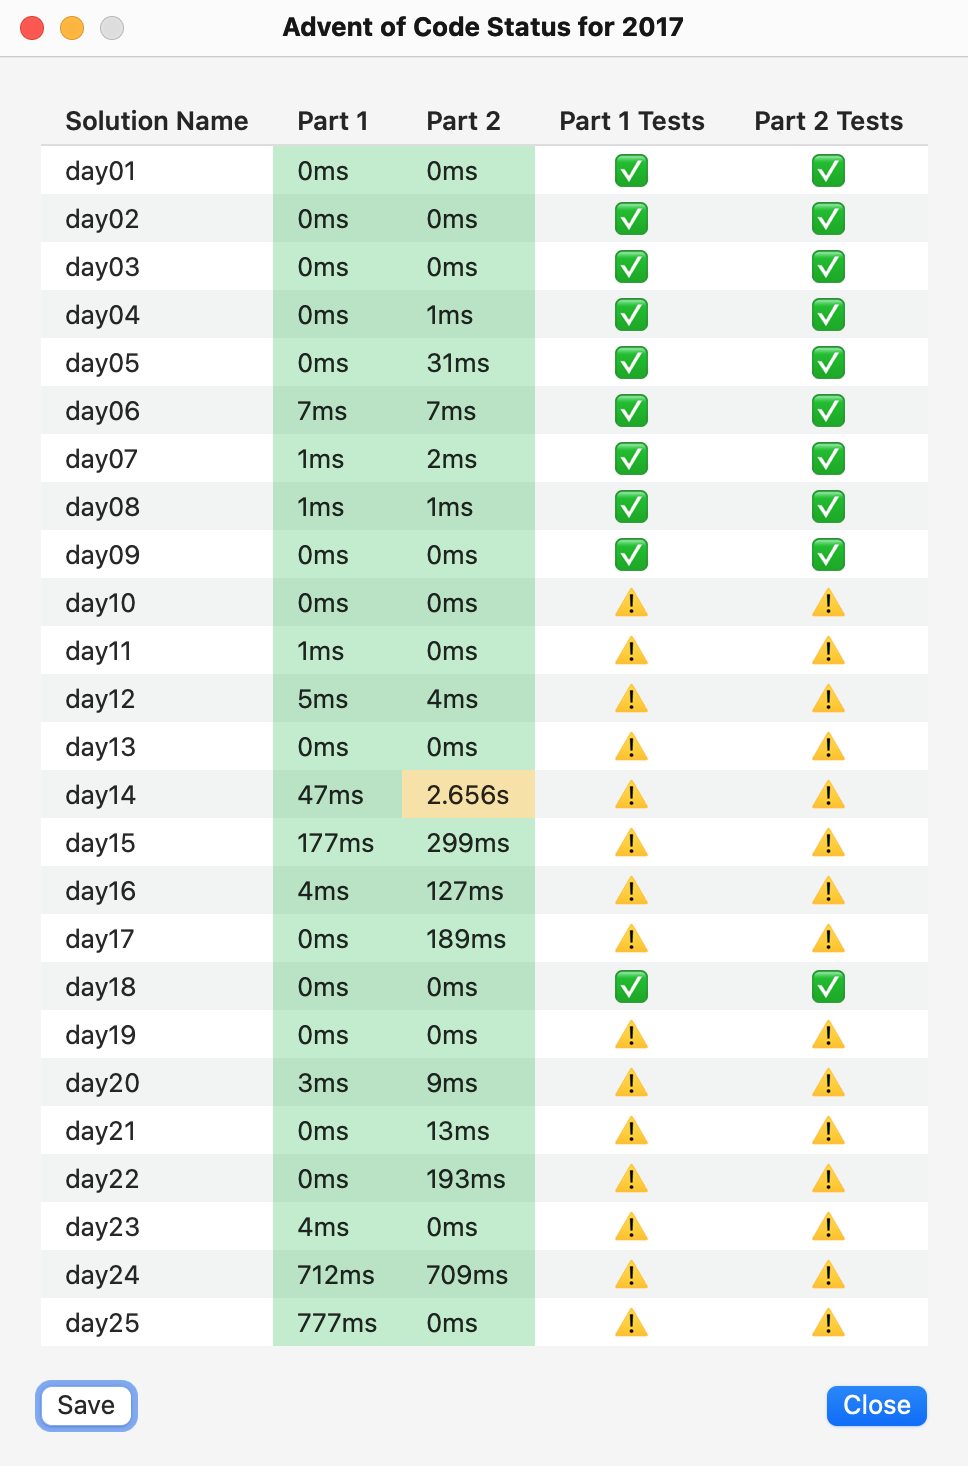 Advent of Code Status for 2017
Solution Name Part 1 Part 2 Part 1 Tests Part 2 Tests
day01 0ms 0ms
day02 0ms 0ms
day03 0ms 0ms
day04 0ms 1ms
day05 0ms 31ms
day06 7ms 7ms
day07 1ms 2ms
day08 1ms 1ms
day09 0ms 0ms
day10 0ms 0ms
day11 1ms 0ms
day12 5ms 4ms
day13 0ms 0ms
day14 47ms 2.656s
day15 177ms 299ms
day16 4ms 127ms
day17 0ms 189ms
day18 0ms 0ms
day19 0ms 0ms
day20 3ms 9ms
day21 0ms 13ms
day22 0ms 193ms
day23 4ms 0ms
day24 712ms 709ms
day25 777ms 0ms
Save Close